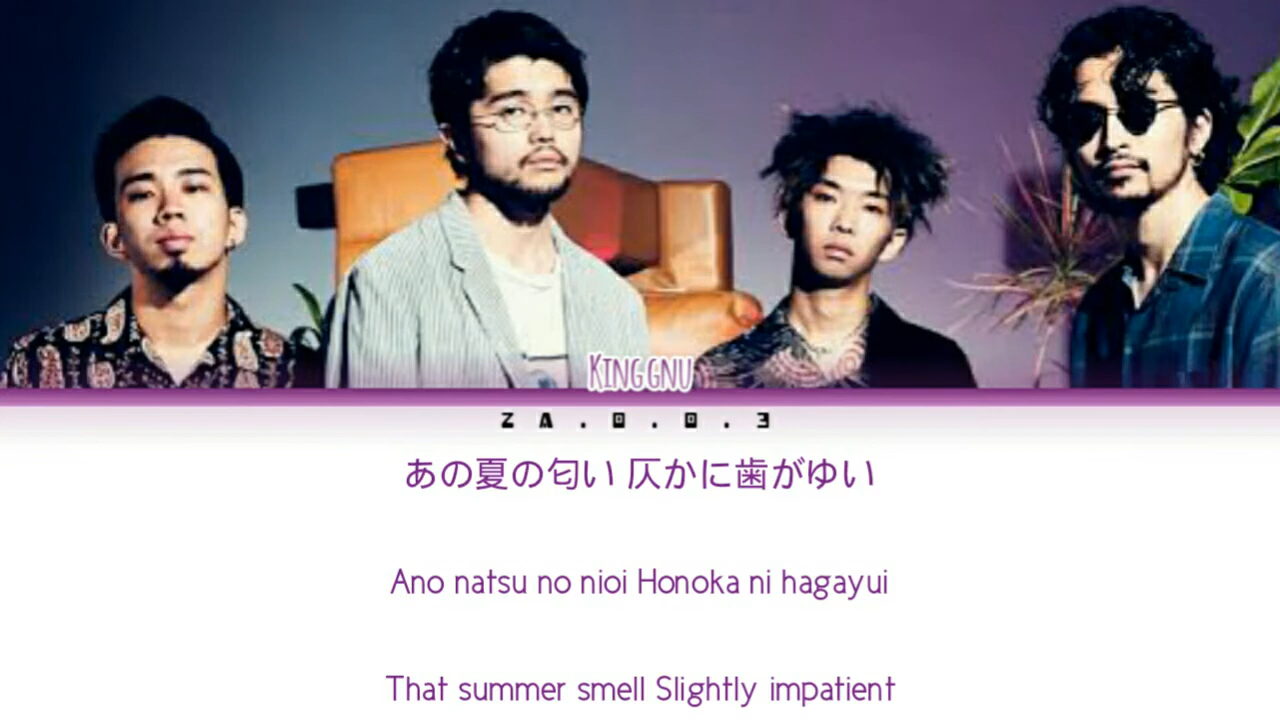 KING GNU
ZA.0.0.3
あの夏の匂い 仄かに歯がゆい
Ano natsu no nioi Honoka ni hagayui
That summer smell Slightly impatient